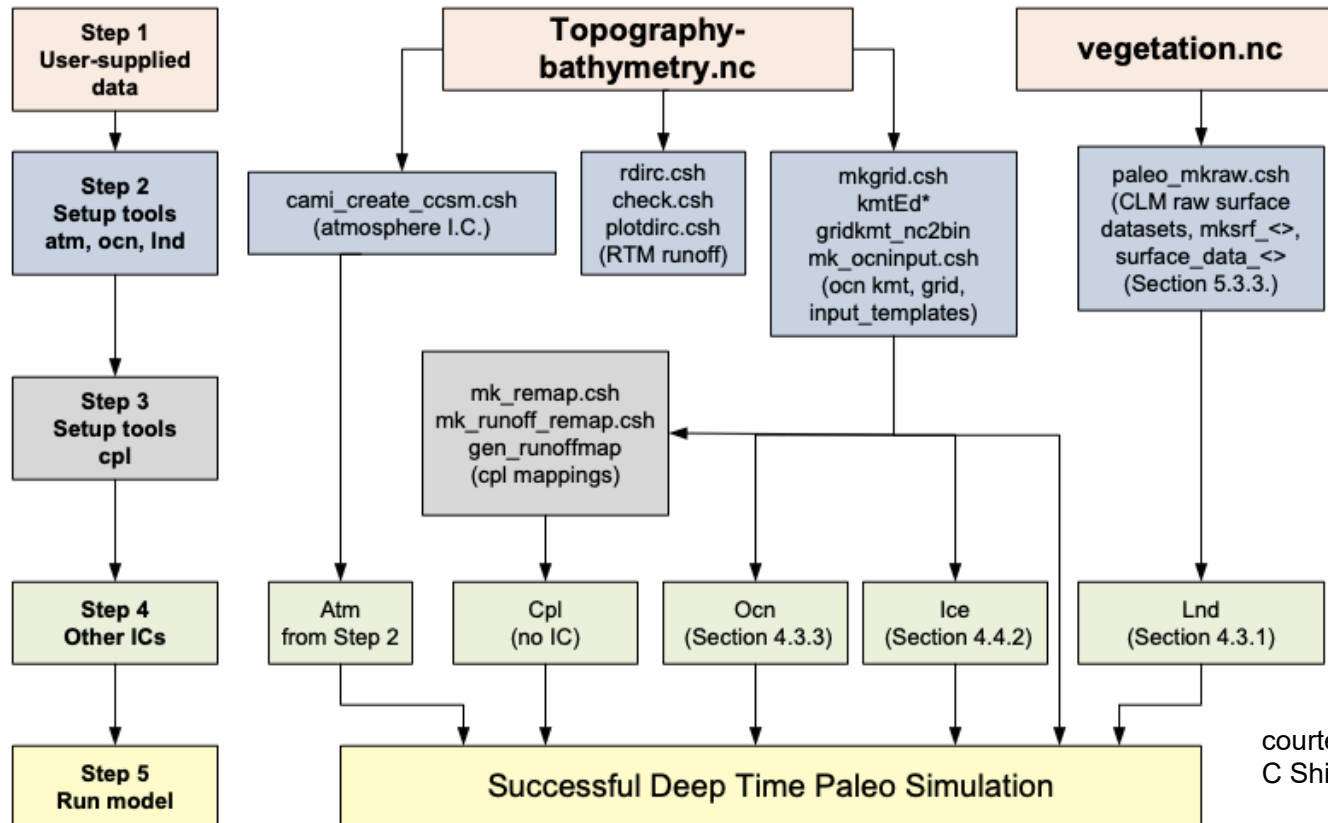 Step 1
User-supplied
data
Topography-
bathymetry.nc
vegetation.nc
Step 2
Setup tools
atm, ocn, lnd
cami_create_ccsm.csh
(atmosphere I.C.)
rdirc.csh
check.csh
plotdirc.csh
(RTM runoff)
mkgrid.csh
kmtEd*
gridkmt_nc2bin
mk_ocninput.csh
(ocn kmt, grid,
input_templates)
paleo_mkraw.csh
(CLM raw surface
datasets, mksrf_<>,
surface_data_<>
(Section 5.3.3.)
Step 3
Setup tools
cpl
mk_remap.csh
mk_runoff_remap.csh
gen_runoffmap
(cpl mappings)
Step 4
Other ICs
Atm
from Step 2
Cpl
(no IC)
Ocn
(Section 4.3.3)
Ice
(Section 4.4.2)
Lnd
(Section 4.3.1)
Step 5
Run model
Successful Deep Time Paleo Simulation
C